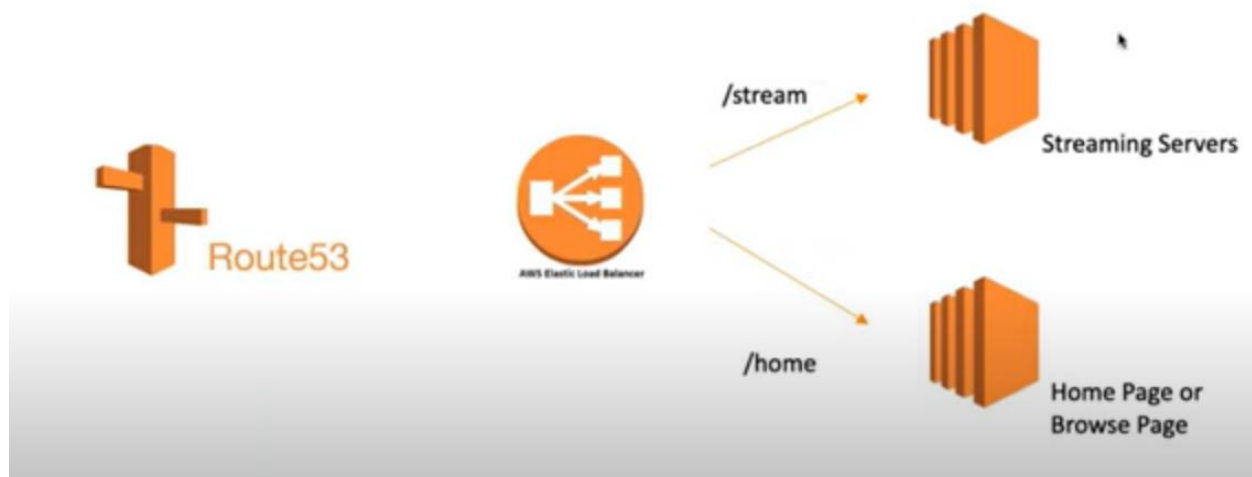 /stream
Streaming Servers
Route53
AWS Elastic Load Balancer
/home
Home Page or
Browse Page